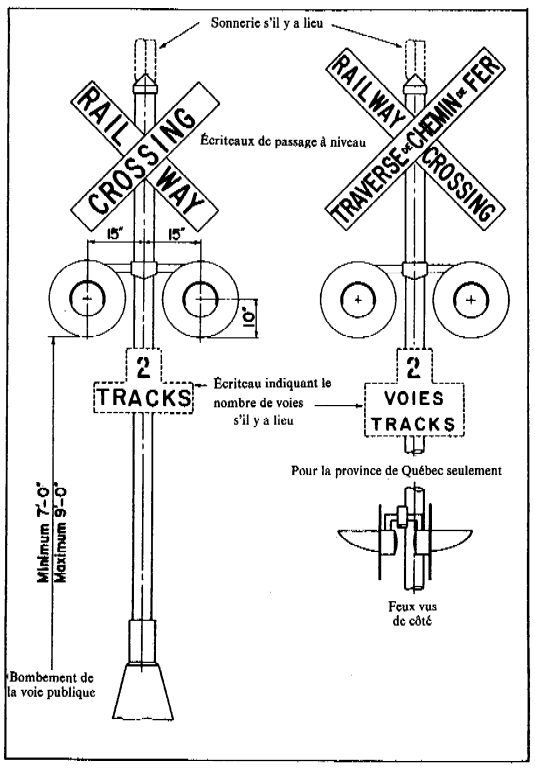 Sonnerie s'il y a lieu
RAIL
WAY
CROSSING
Écriteaux de passage à niveau
RAILWAY
CROSSING
TRAVERSE DE CHEMIN DE FER
15"
15"
10"
2
TRACKS
Écriteau indiquant le
nombre de voies
s'il y a lieu
2
VOIES
TRACKS
Pour la province de Québec seulement
Minimum 7'-0"
Maximum 9'-0"
Feux vus
de côté
Bombement de
la voie publique